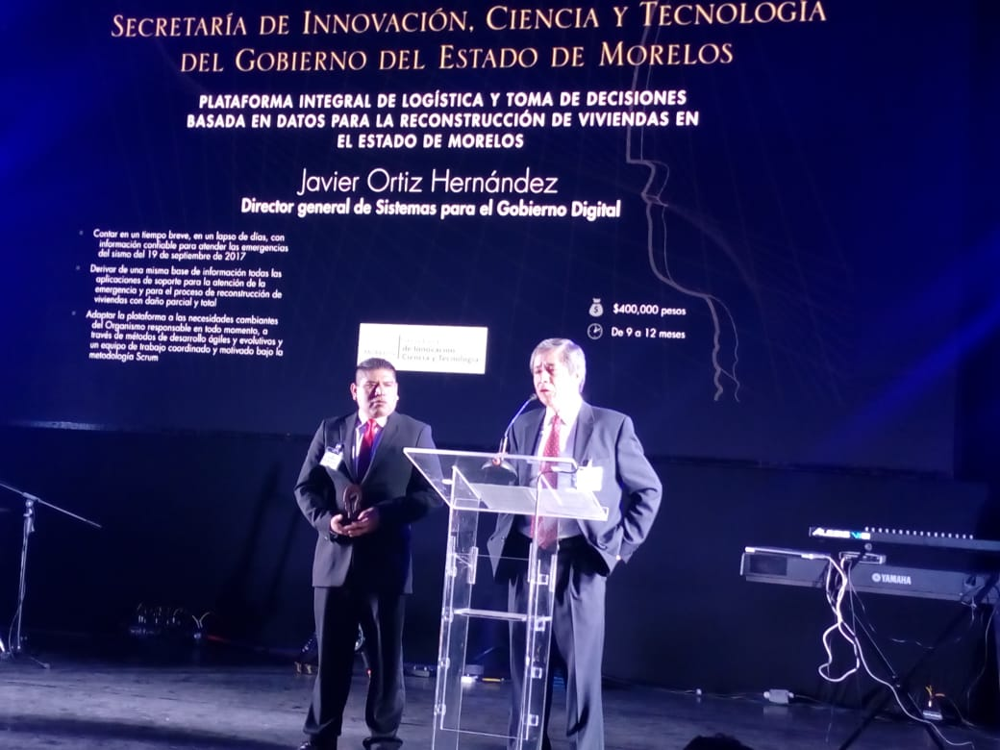 SECRETARÍA DE INNOVACIÓN, CIENCIA Y TECNOLOGÍA
DEL GOBIERNO DEL ESTADO DE MORELOS
PLATAFORMA INTEGRAL DE LOGÍSTICA Y TOMA DE DECISIONES
BASADA EN DATOS PARA LA RECONSTRUCCIÓN DE VIVIENDAS EN
EL ESTADO DE MORELOS
Javier Ortiz Hernández
Director general de Sistemas para el Gobierno Digital
Contar en un tiempo breve, en un lapso de días, con
información confiable para atender las emergencias
del sismo del 19 de septiembre de 2017
Derivar de una misma base de información todas las
aplicaciones de soporte para la atención de la
emergencia y para el proceso de reconstrucción de
viviendas con daño parcial y total
Adaptar la plataforma a las necesidades cambiantes
del Organismo responsable en todo momento, a
través de métodos de desarrollo ágiles y evolutivos y
un equipo de trabajo coordinado y motivado bajo la
metodología Scrum
$400,000 pesos
De 9 a 12 meses
de Innovación
Ciencia y Tecnología
ALESIS
YAMAHA